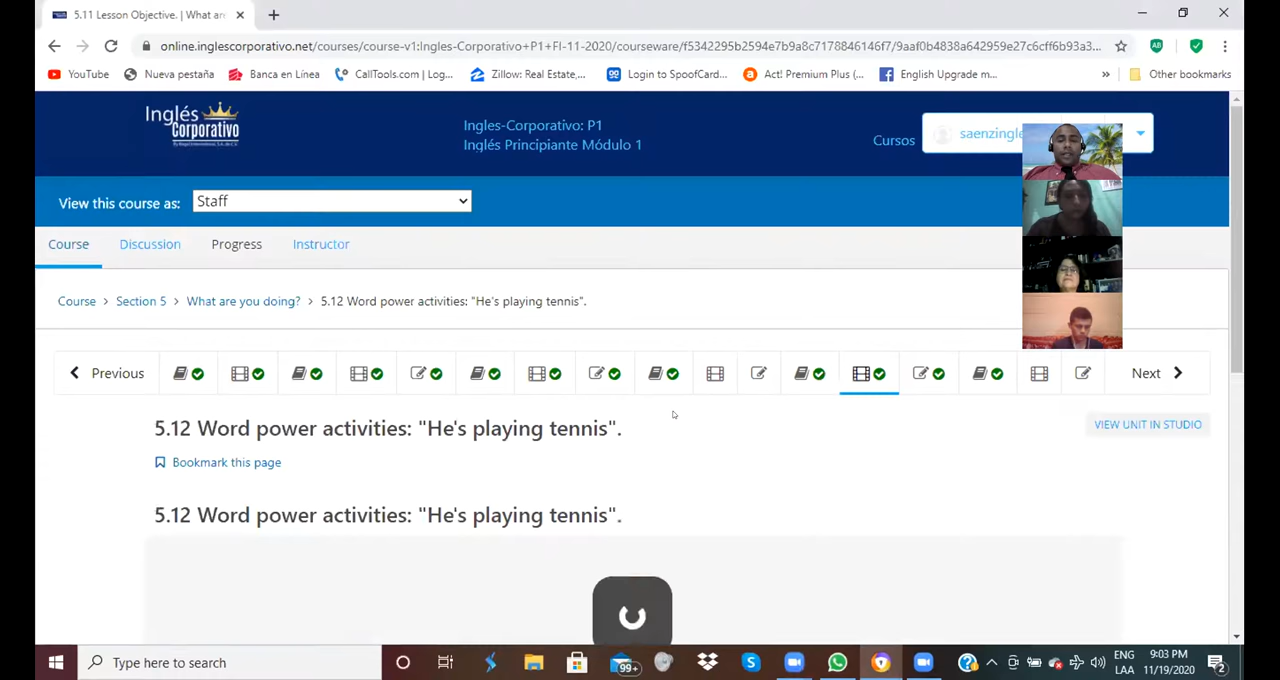 5.11 Lesson Objective. | What are
online.inglescorporativo.net/courses/course-v1:Ingles-Corporativo+P1+FI-11-2020/courseware/f5342295b2594e7b9a8c7178846146f7/9aaf0b4838a642959e27c6cff6b93a3...
YouTube
Nueva pestaña
Banca en Línea
CallTools.com | Log...
Zillow: Real Estate,...
Login to SpoofCard...
Act! Premium Plus (...
English Upgrade m...
»
Other bookmarks
Inglés
Corporativo
Ingles-Corporativo: P1
Inglés Principiante Módulo 1
Cursos
saenzingle
View this course as:
Staff
Course
Discussion
Progress
Instructor
Course > Section 5 > What are you doing? > 5.12 Word power activities: "He's playing tennis".
Previous
Next
5.12 Word power activities: "He's playing tennis".
VIEW UNIT IN STUDIO
Bookmark this page
5.12 Word power activities: "He's playing tennis".
Type here to search
99+
ENG
LAA
9:03 PM
11/19/2020
2